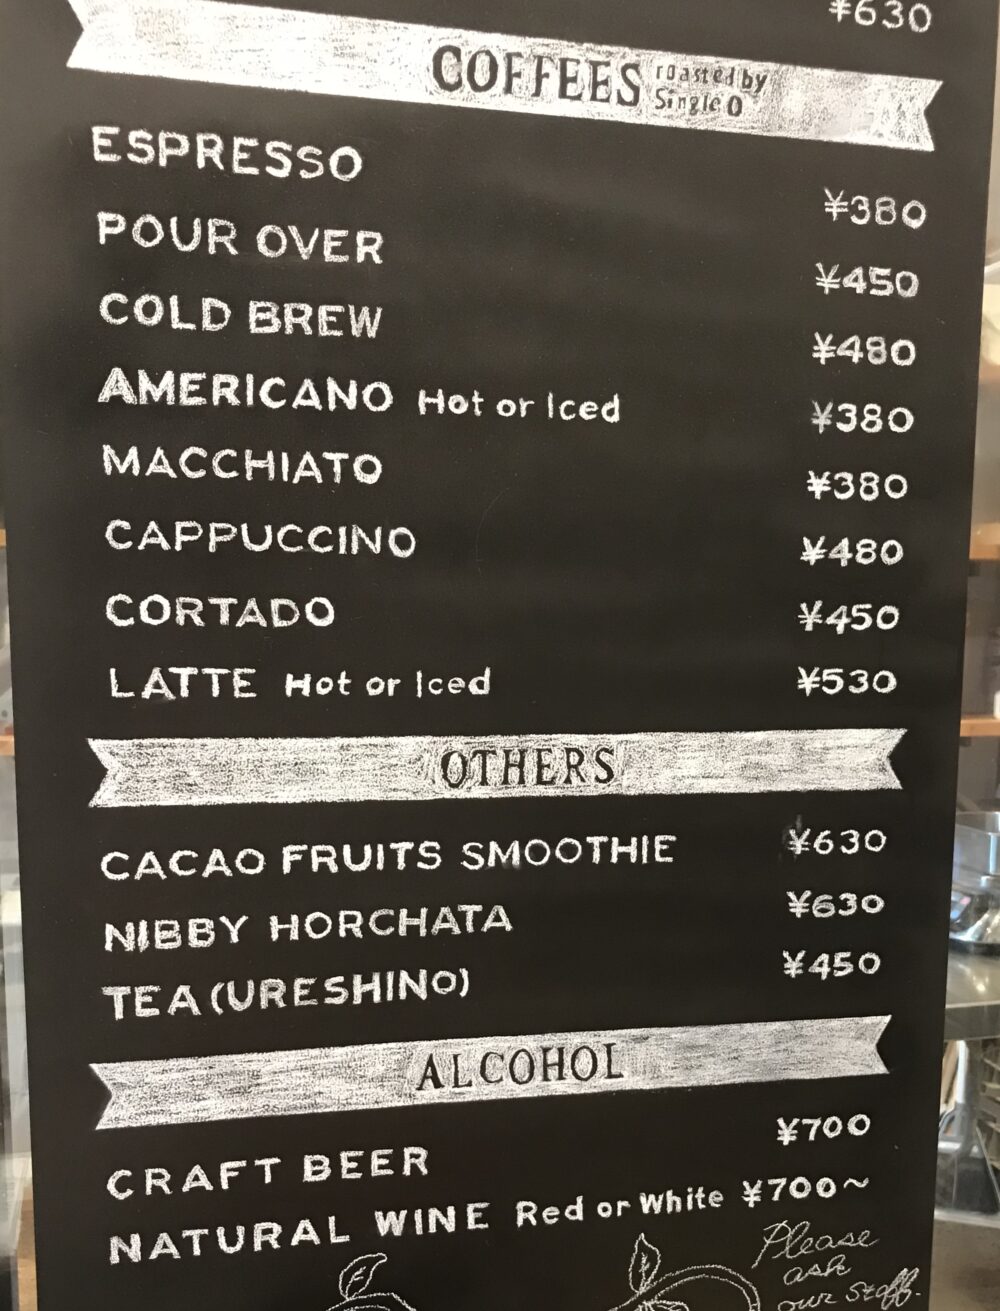 ¥630
COFFEES roasted by Single O
ESPRESSO ¥380
POUR OVER ¥450
COLD BREW ¥480
AMERICANO Hot or Iced ¥380
MACCHIATO ¥380
CAPPUCCINO ¥480
CORTADO ¥450
LATTE Hot or Iced ¥530
OTHERS
CACAO FRUITS SMOOTHIE ¥630
NIBBY HORCHATA ¥630
TEA (URESHINO) ¥450
ALCOHOL
CRAFT BEER ¥700
NATURAL WINE Red or White ¥700~
Please
ask
our staff.